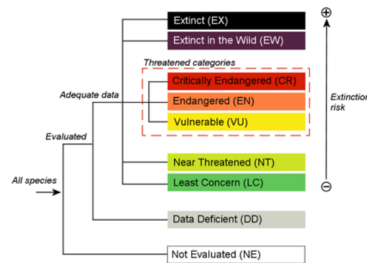 Extinct (EX)
Extinct in the Wild (EW)
Threatened categories
Critically Endangered (CR)
Adequate data
Endangered (EN)
Extinction
risk
Vulnerable (VU)
Evaluated
Near Threatened (NT)
All species
Least Concern (LC)
Data Deficient (DD)
Not Evaluated (NE)